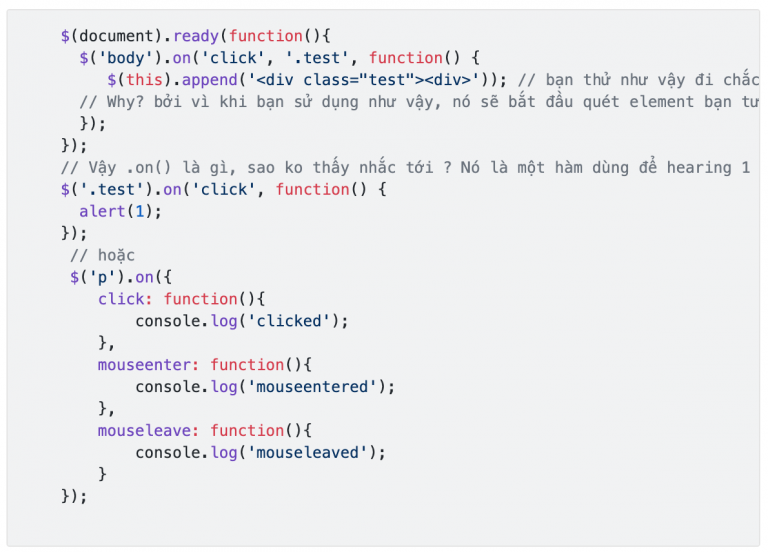 $(document).ready(function(){
  $('body').on('click', '.test', function() {
     $(this).append('<div class="test"><div>')); // bạn thử như vậy đi chắc
  // Why? bởi vì khi bạn sử dụng như vậy, nó sẽ bắt đầu quét element bạn tư
  });
});
// Vậy .on() là gì, sao ko thấy nhắc tới ? Nó là một hàm dùng để hearing 1
$('.test').on('click', function() {
  alert(1);
});
 // hoặc
 $('p').on({
    click: function(){
        console.log('clicked');
    },
    mouseenter: function(){
        console.log('mouseentered');
    },
    mouseleave: function(){
        console.log('mouseleaved');
    }
});